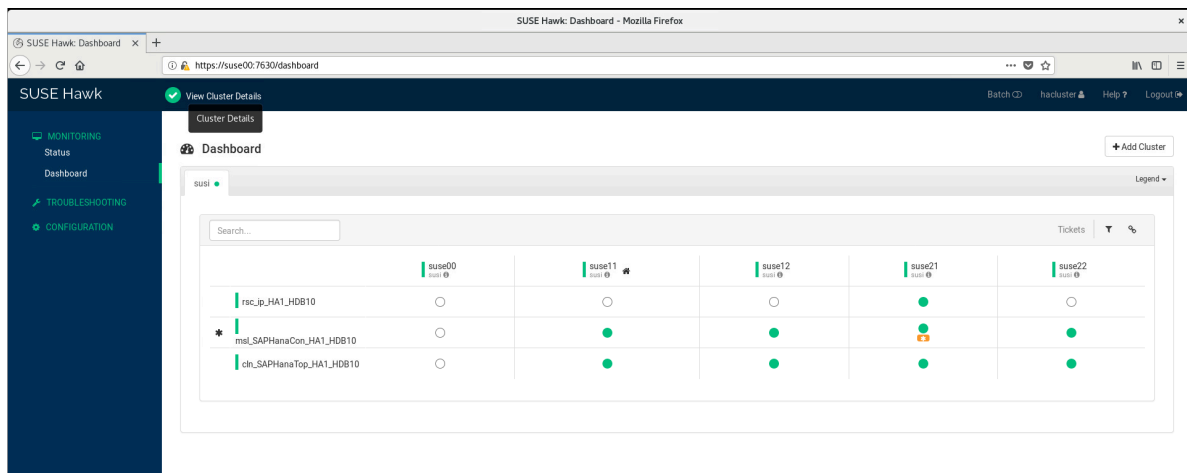 SUSE Hawk: Dashboard - Mozilla Firefox
SUSE Hawk: Dashboard
https://suse00:7630/dashboard
SUSE Hawk
View Cluster Details
Batch
hacluster
Help ?
Logout
Cluster Details
MONITORING
Status
Dashboard
TROUBLESHOOTING
CONFIGURATION
Dashboard
+ Add Cluster
susi
Legend
Search...
Tickets
suse00
susi
suse11
susi
suse12
susi
suse21
susi
suse22
susi
rsc_ip_HA1_HDB10
msl_SAPHanaCon_HA1_HDB10
cln_SAPHanaTop_HA1_HDB10